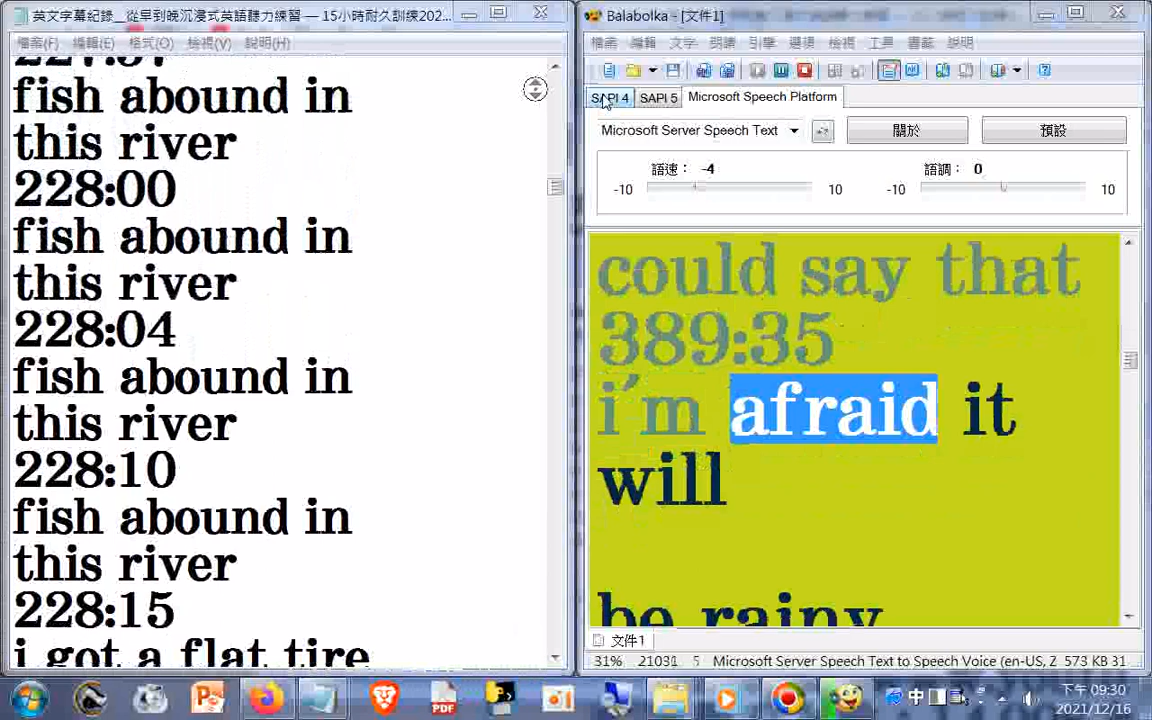 英文字幕紀錄__從早到晚沉浸式英語聽力練習 — 15小時耐久訓練202...
檔案(F) 編輯(E) 格式(O) 檢視(V) 說明(H)
227:57
fish abound in
this river
228:00
fish abound in
this river
228:04
fish abound in
this river
228:10
fish abound in
this river
228:15
i got a flat tire
Balabolka - [文件1]
檔案 編輯 文字 朗讀 引擎 選項 檢視 工具 書籤 說明
SAPI 4 SAPI 5 Microsoft Speech Platform
Microsoft Server Speech Text
關於 預設
語速： -4 語調： 0
-10 10 -10 10
could say that
389:35
i'm afraid it
will
be rainy
文件1
31% 21031 5 Microsoft Server Speech Text to Speech Voice (en-US, Z 573 KB 31
PDF
中
下午 09:30
2021/12/16